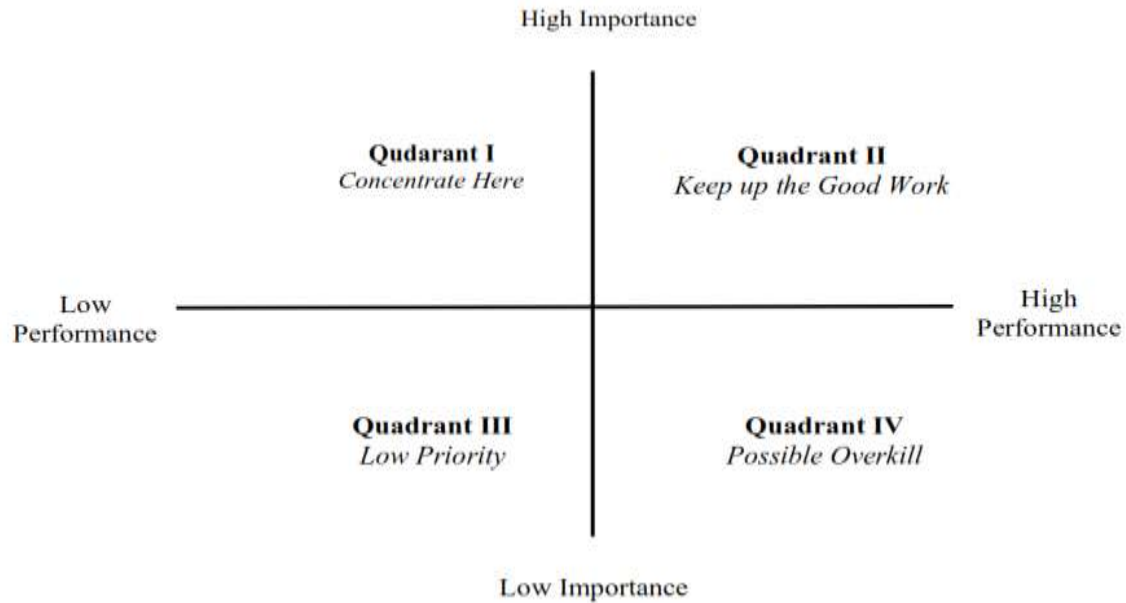 High Importance
Qudarant I
Concentrate Here
Quadrant II
Keep up the Good Work
Low
Performance
High
Performance
Quadrant III
Low Priority
Quadrant IV
Possible Overkill
Low Importance